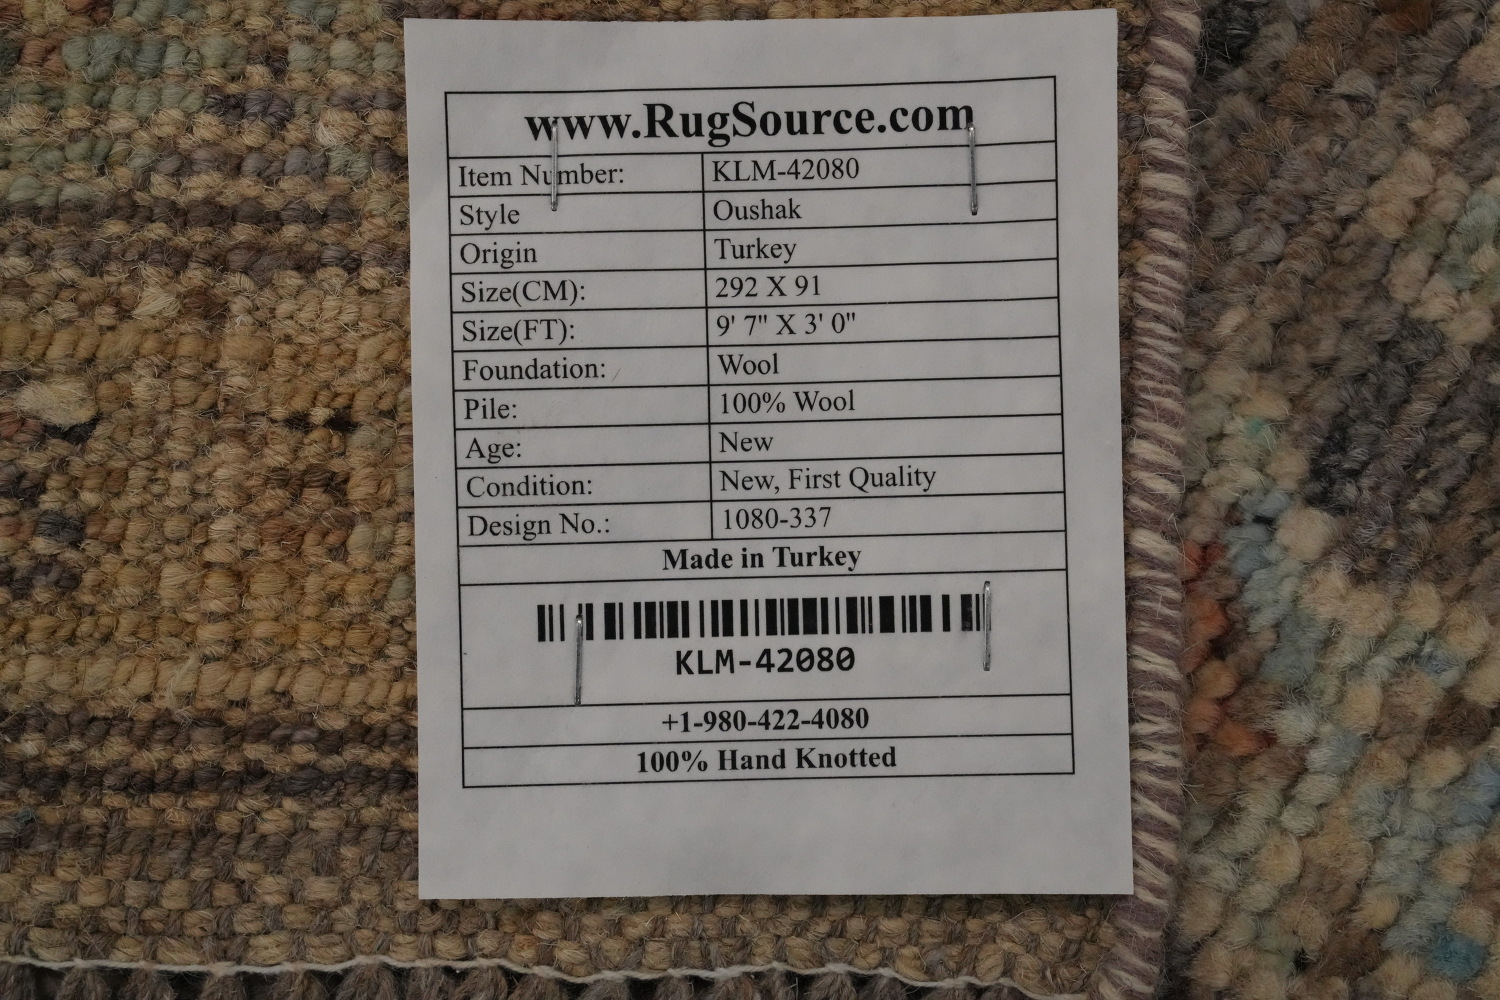 www.RugSource.com
Item Number: KLM-42080
Style Oushak
Origin Turkey
Size(CM): 292 X 91
Size(FT): 9' 7" X 3' 0"
Foundation: Wool
Pile: 100% Wool
Age: New
Condition: New, First Quality
Design No.: 1080-337
Made in Turkey
KLM-42080
+1-980-422-4080
100% Hand Knotted